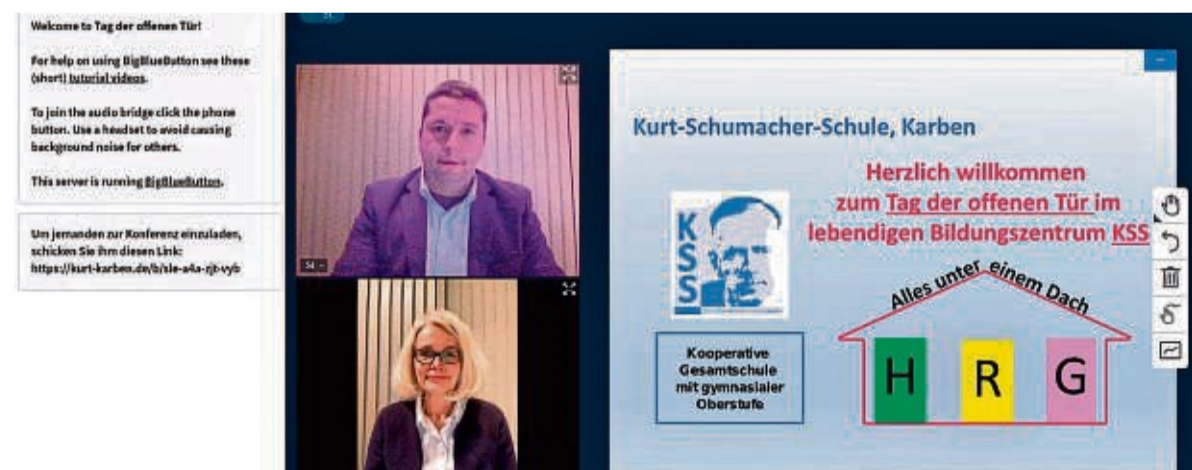 Welcome to Tag der offenen Tür!
For help on using BigBlueButton see these
(short) tutorial videos.
To join the audio bridge click the phone
button. Use a headset to avoid causing
background noise for others.
This server is running BigBlueButton.
Um jemanden zur Konferenz einzuladen,
schicken Sie ihm diesen Link:
Kurt-Schumacher-Schule, Karben
Herzlich willkommen
zum Tag der offenen Tür im
lebendigen Bildungszentrum KSS
K
S
S
Kooperative
Gesamtschule
mit gymnasialer
Oberstufe
Alles unter einem Dach
H R G